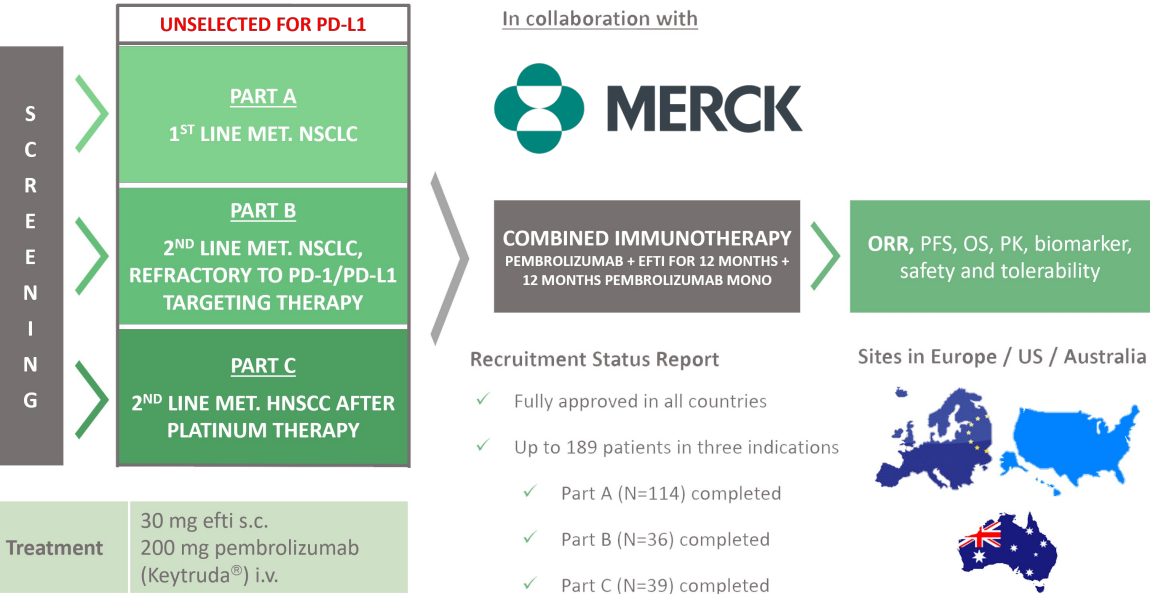 SCREENING
UNSELECTED FOR PD-L1
PART A
1ST LINE MET. NSCLC
PART B
2ND LINE MET. NSCLC,
REFRACTORY TO PD-1/PD-L1
TARGETING THERAPY
PART C
2ND LINE MET. HNSCC AFTER
PLATINUM THERAPY
Treatment
30 mg efti s.c.
200 mg pembrolizumab
(Keytruda®) i.v.
In collaboration with
MERCK
COMBINED IMMUNOTHERAPY
PEMBROLIZUMAB + EFTI FOR 12 MONTHS +
12 MONTHS PEMBROLIZUMAB MONO
ORR, PFS, OS, PK, biomarker,
safety and tolerability
Recruitment Status Report
✓ Fully approved in all countries
✓ Up to 189 patients in three indications
✓ Part A (N=114) completed
✓ Part B (N=36) completed
✓ Part C (N=39) completed
Sites in Europe / US / Australia